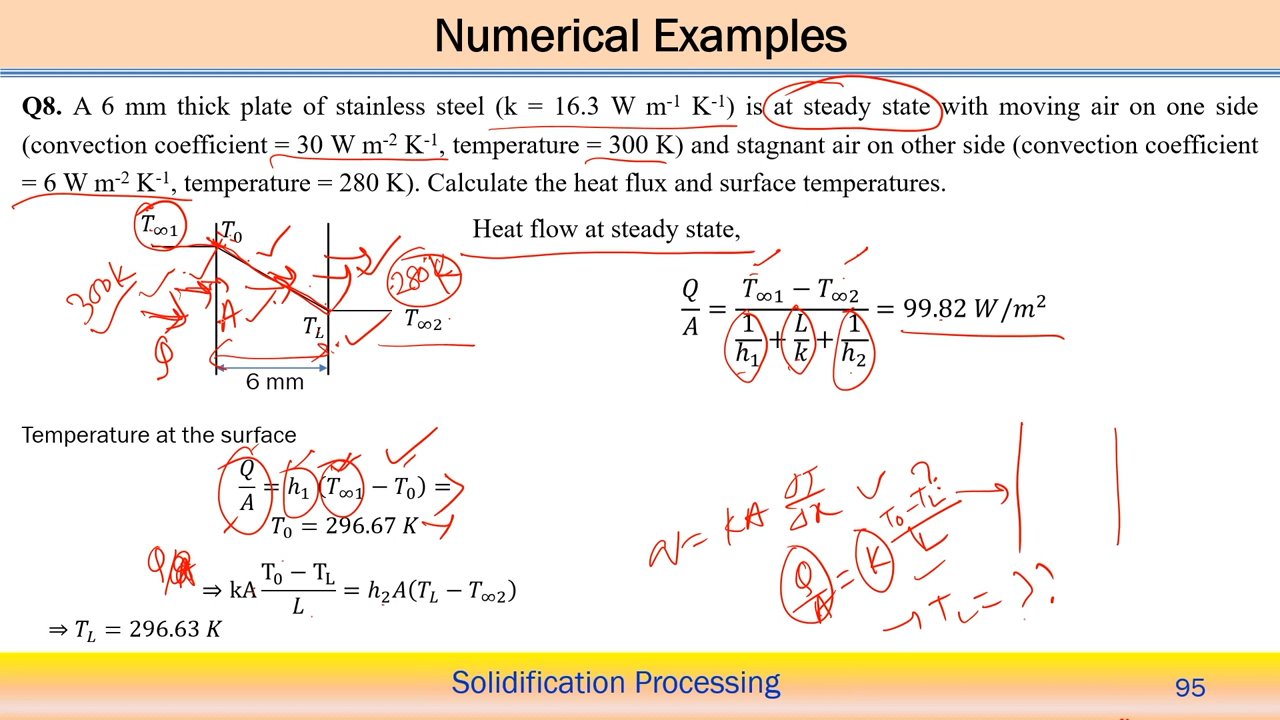 Numerical Examples
Q8. A 6 mm thick plate of stainless steel (k = 16.3 W m⁻¹ K⁻¹) is at steady state with moving air on one side
(convection coefficient = 30 W m⁻² K⁻¹, temperature = 300 K) and stagnant air on other side (convection coefficient
= 6 W m⁻² K⁻¹, temperature = 280 K). Calculate the heat flux and surface temperatures.
T∞1 T0
Heat flow at steady state,
300K
280K
A
TL
T∞2
Q
6 mm
Q/A = (T∞1 − T∞2)/(1/h1 + L/k + 1/h2) = 99.82 W/m²
Temperature at the surface
Q/A = h1(T∞1 − T0) =
T0 = 296.67 K
⇒ kA (T0 − TL)/L = h2A(TL − T∞2)
⇒ TL = 296.63 K
= KA dT/dx
Q/A = K (T0 − TL)/L ?
→ TL = ??
Solidification Processing
95